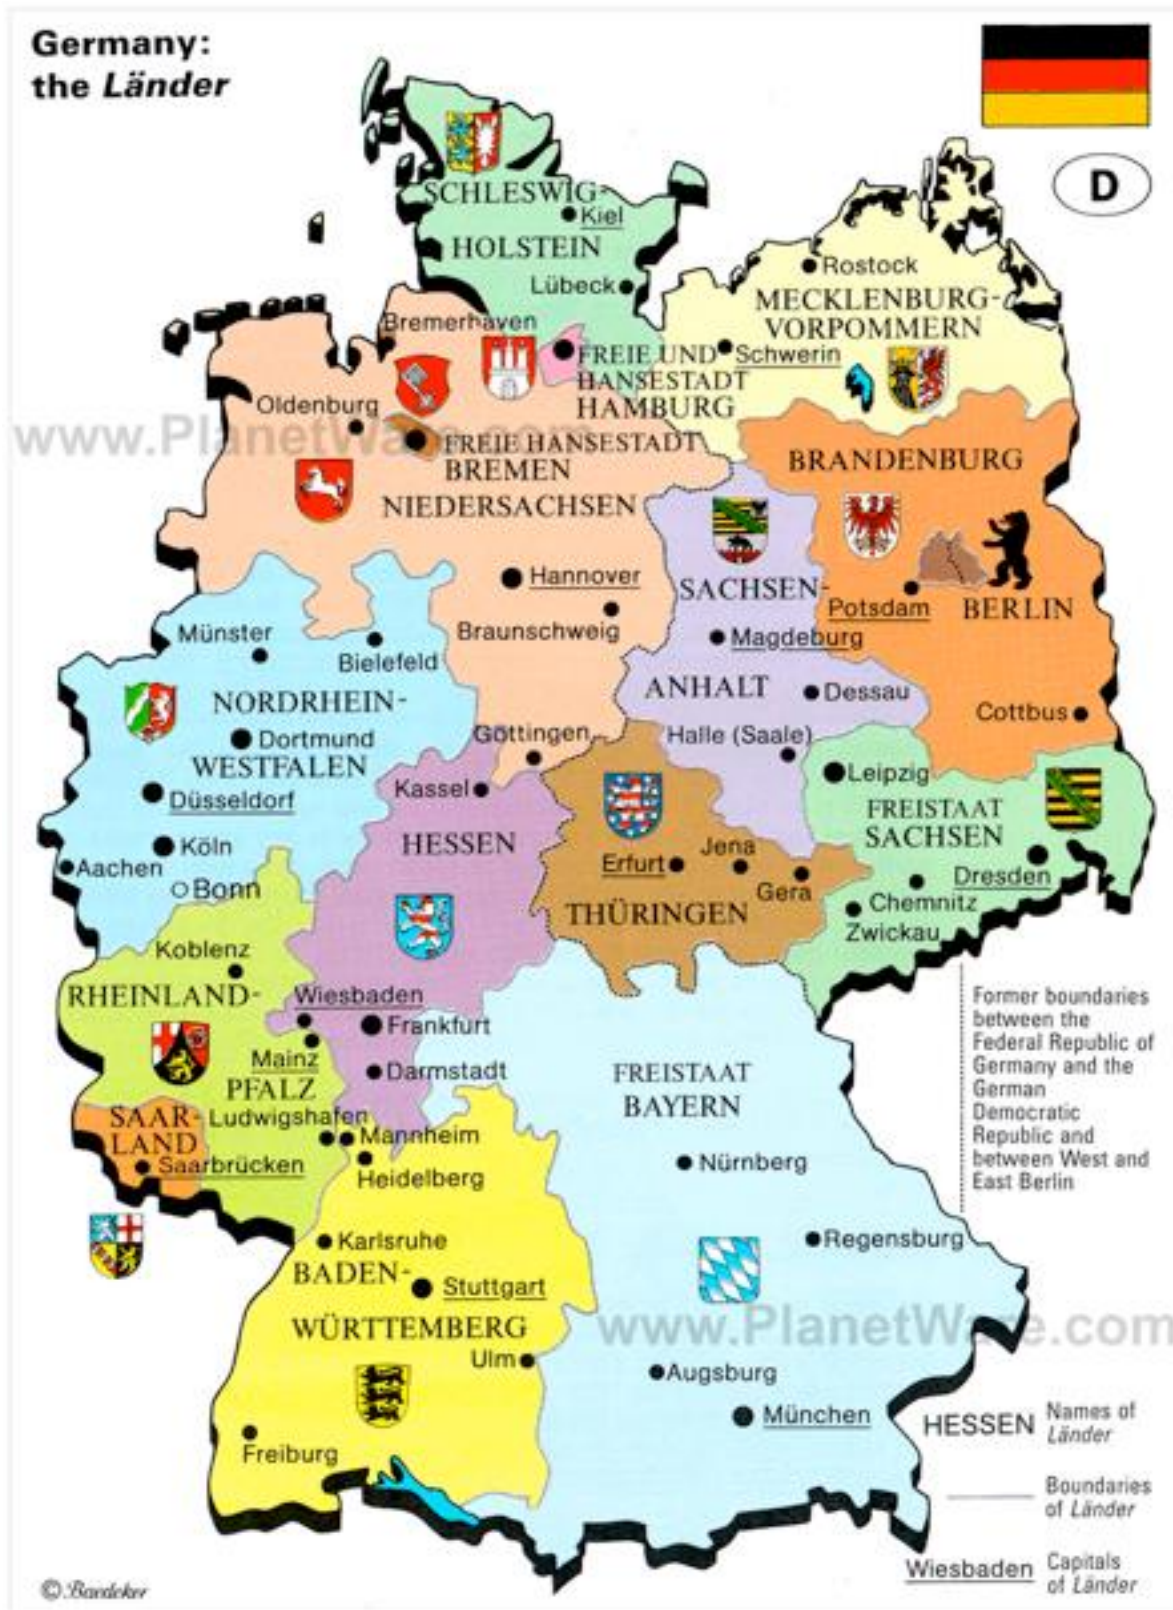 Germany:
the Länder
D
SCHLESWIG-
Kiel
HOLSTEIN
Lübeck
Rostock
MECKLENBURG-
VORPOMMERN
Bremerhaven
FREIE UND
Schwerin
HANSESTADT
HAMBURG
Oldenburg
www.PlanetWare.com
FREIE HANSESTADT
BREMEN
BRANDENBURG
NIEDERSACHSEN
Hannover
SACHSEN-
Potsdam
BERLIN
Braunschweig
Münster
Magdeburg
Bielefeld
NORDRHEIN-
ANHALT
Dessau
Cottbus
Dortmund
Göttingen
Halle (Saale)
WESTFALEN
Leipzig
Kassel
Düsseldorf
FREISTAAT
SACHSEN
HESSEN
Köln
Jena
Aachen
Erfurt
Dresden
Bonn
Gera
Chemnitz
THÜRINGEN
Zwickau
Koblenz
RHEINLAND-
Wiesbaden
Frankfurt
Mainz
Darmstadt
PFALZ
FREISTAAT
BAYERN
Former boundaries
between the
Federal Republic of
Germany and the
German
Democratic
Republic and
between West and
East Berlin
SAAR-
LAND
Ludwigshafen
Mannheim
Saarbrücken
Heidelberg
Nürnberg
Karlsruhe
Regensburg
BADEN-
Stuttgart
WÜRTTEMBERG
www.PlanetWare.com
Ulm
Augsburg
München
Freiburg
HESSEN
Names of
Länder
Boundaries
of Länder
Wiesbaden
Capitals
of Länder
© Baedeker